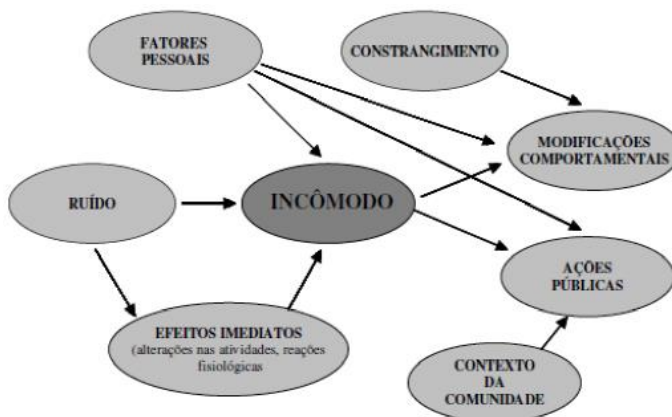 FATORES
PESSOAIS
CONSTRANGIMENTO
MODIFICAÇÕES
COMPORTAMENTAIS
RUÍDO
INCÔMODO
AÇÕES
PÚBLICAS
EFEITOS IMEDIATOS
(alterações nas atividades, reações
fisiológicas
CONTEXTO
DA
COMUNIDADE